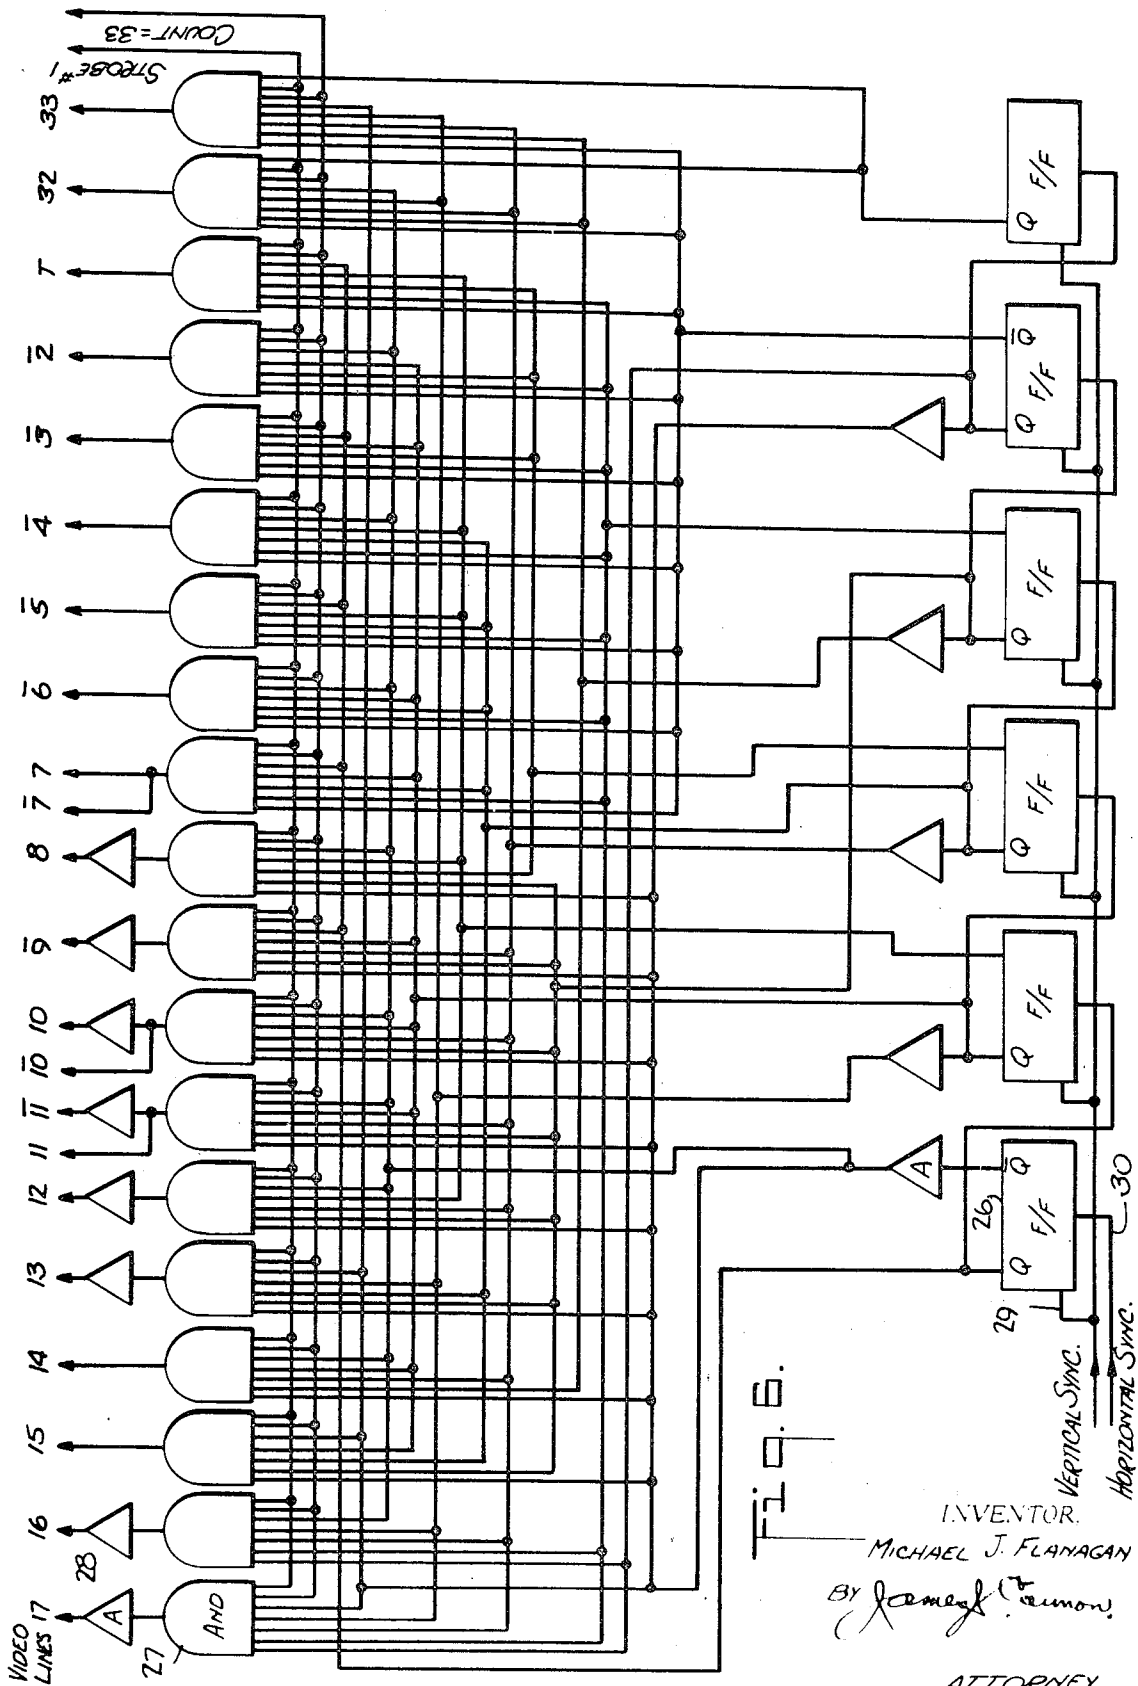 VIDEO
LINES 17
16
15
14
13
12
11
1̅1̅
1̅0̅
10
9̅
8
7̅
7
6̅
5̅
4̅
3̅
2̅
T
32
33
STROBE #1
COUNT=33
28
A
27
AND
A
Q
Q̅
26
F/F
29
30
Q
F/F
Q
F/F
Q
F/F
Q
F/F
Q̅
Q
F/F
VERTICAL SYNC.
HORIZONTAL SYNC.
Fig. 6.
INVENTOR.
MICHAEL J. FLANAGAN
BY
ATTORNEY